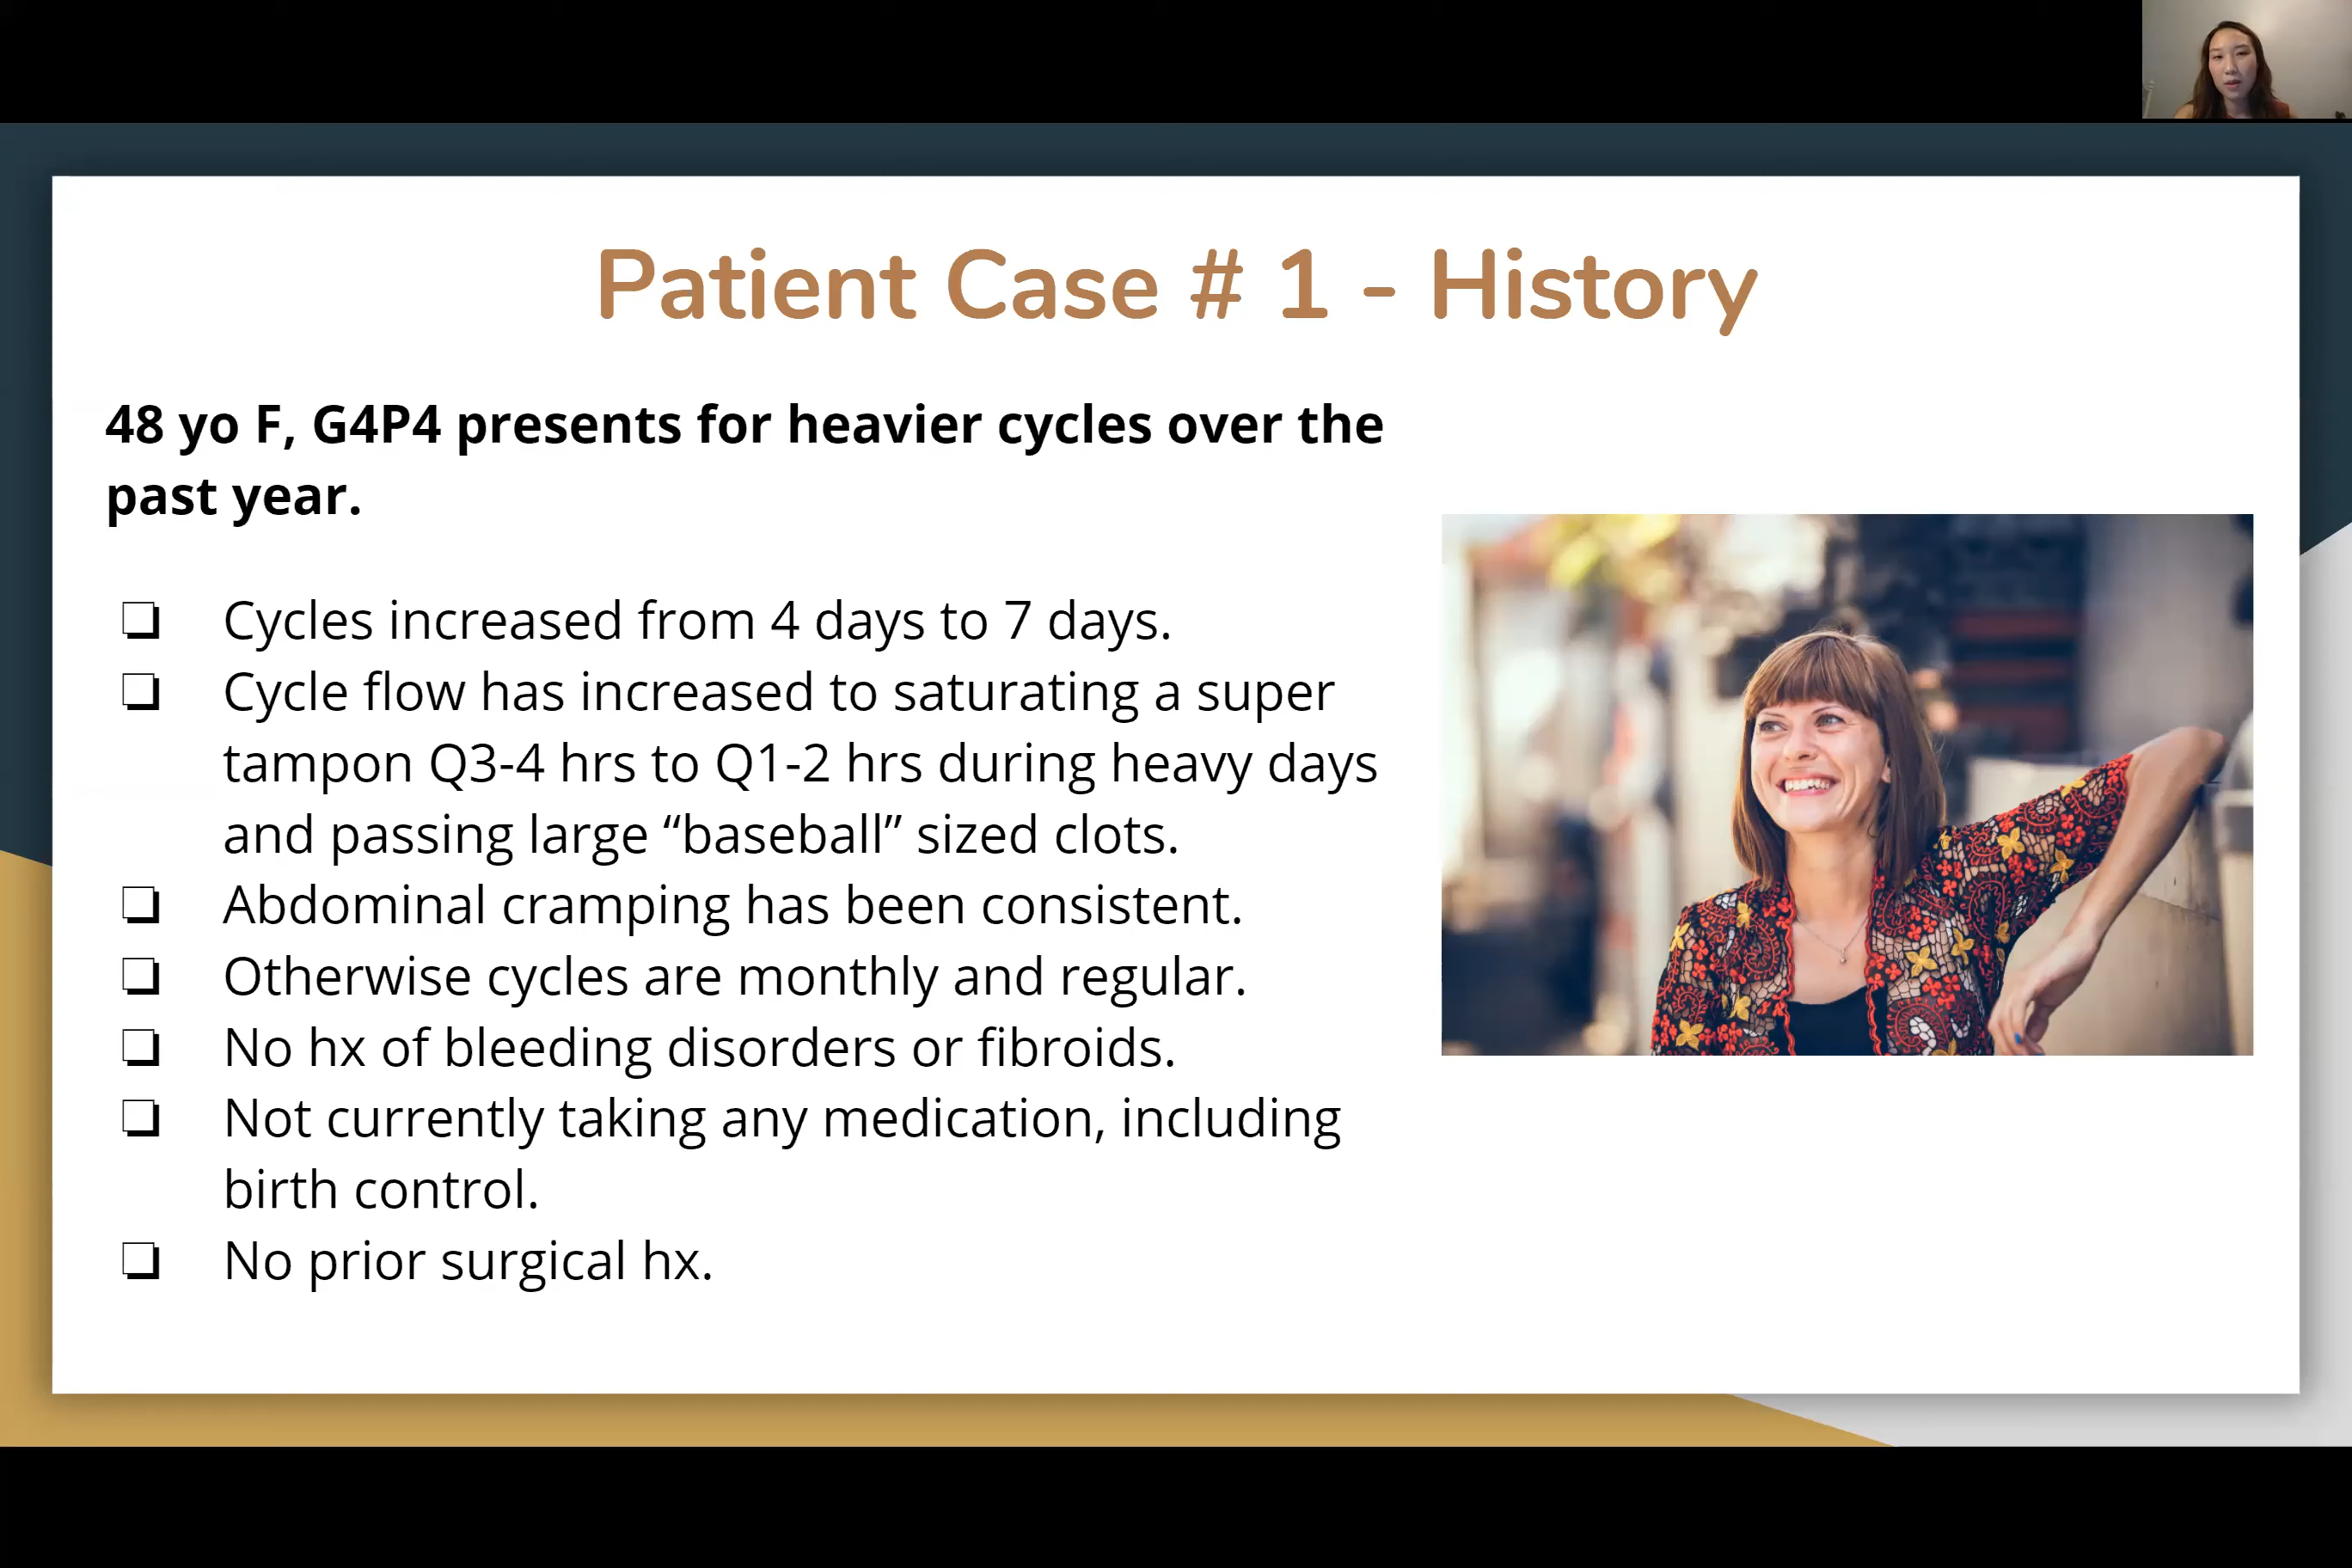 Patient Case # 1 - History
48 yo F, G4P4 presents for heavier cycles over the
past year.
Cycles increased from 4 days to 7 days.
Cycle flow has increased to saturating a super
tampon Q3-4 hrs to Q1-2 hrs during heavy days
and passing large “baseball” sized clots.
Abdominal cramping has been consistent.
Otherwise cycles are monthly and regular.
No hx of bleeding disorders or fibroids.
Not currently taking any medication, including
birth control.
No prior surgical hx.